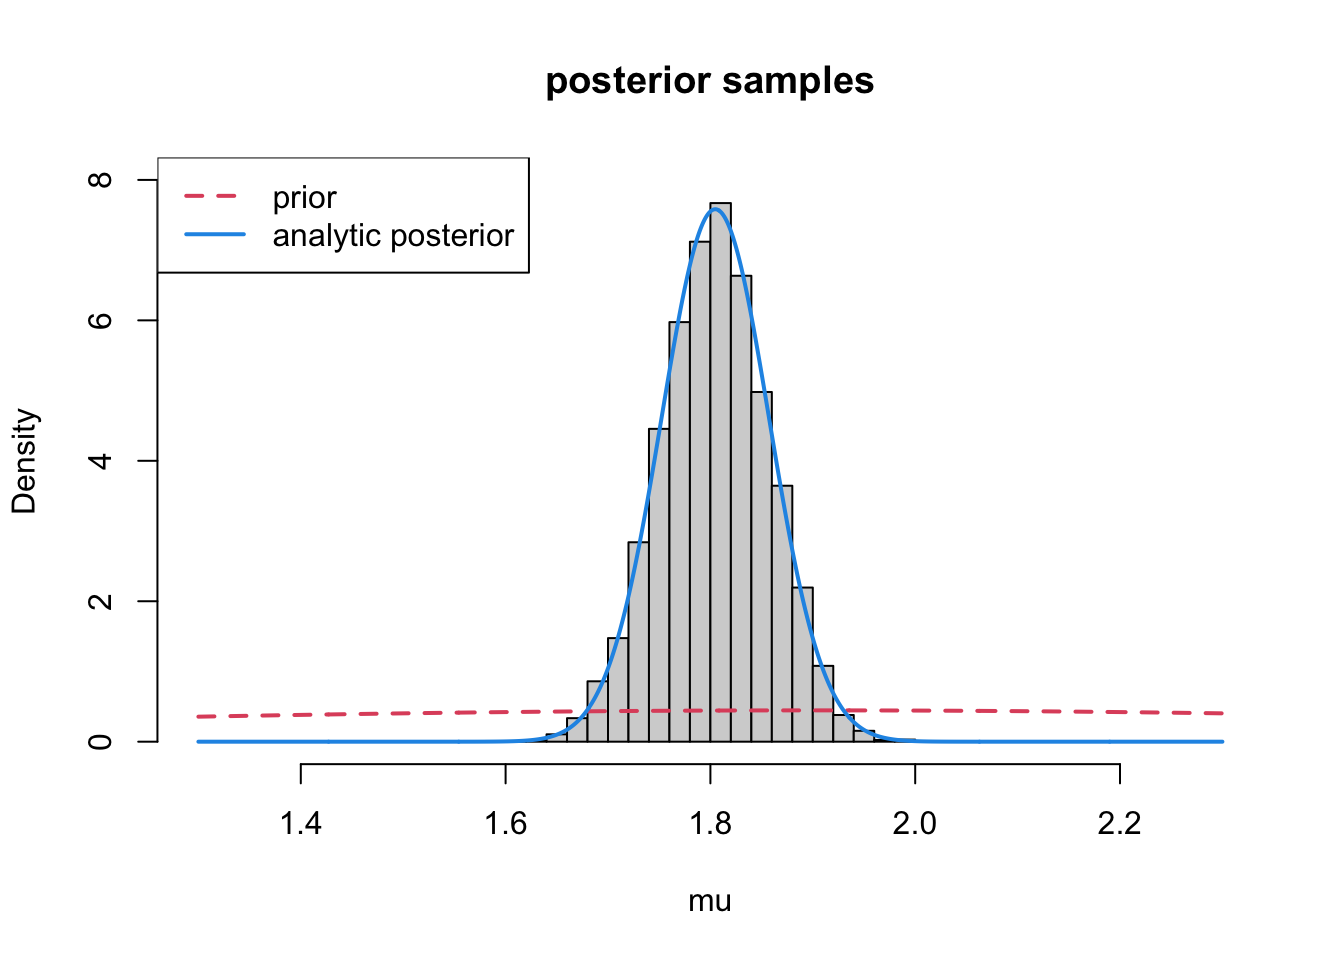 posterior samples
prior
analytic posterior
8
6
4
2
0
Density
1.4 1.6 1.8 2.0 2.2
mu